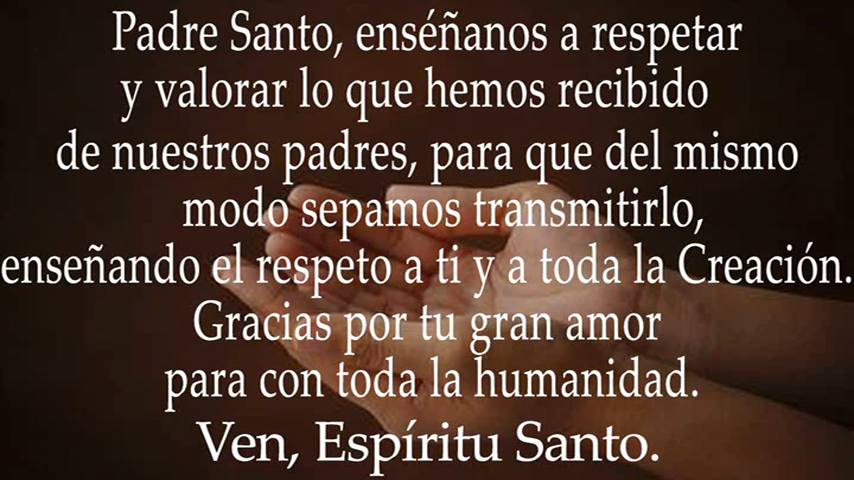 Padre Santo, enséñanos a respetar
y valorar lo que hemos recibido
de nuestros padres, para que del mismo
modo sepamos transmitirlo,
enseñando el respeto a ti y a toda la Creación.
Gracias por tu gran amor
para con toda la humanidad.
Ven, Espíritu Santo.